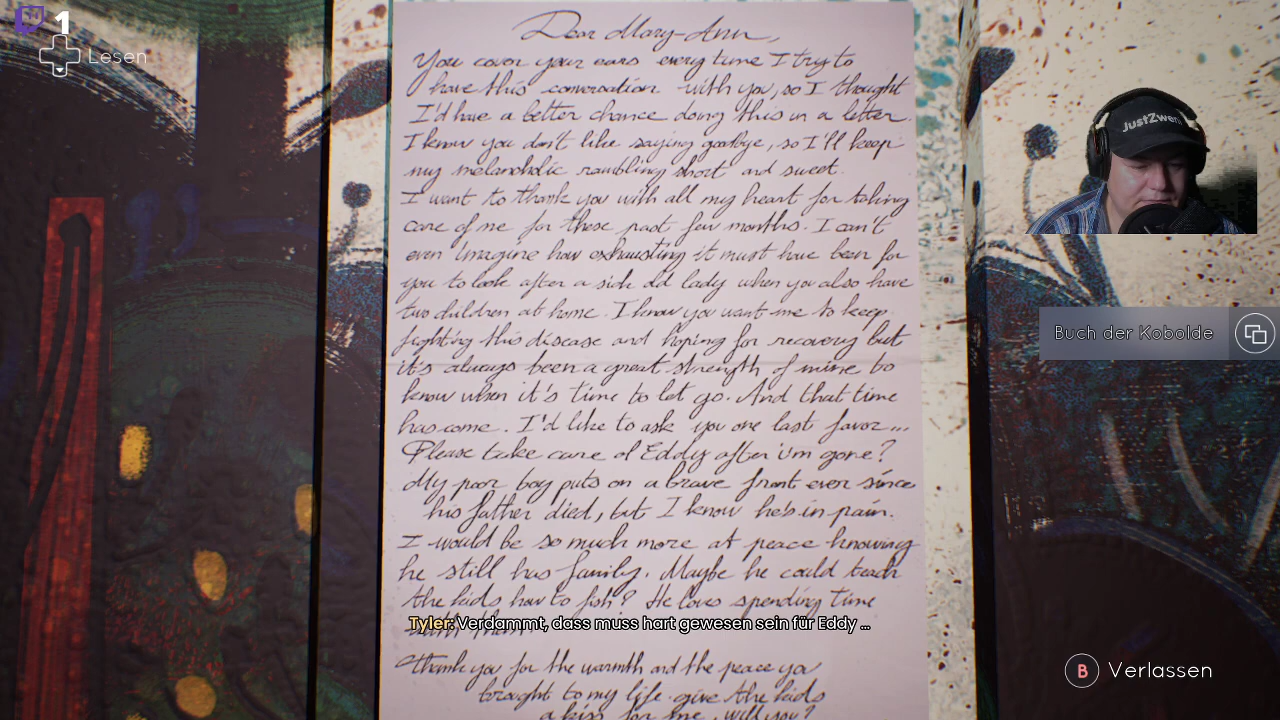 1
Lesen
JustZwen
Dear Mary-Ann,
You cover your ears every time I try to
have this conversation with you, so I thought
I'd have a better chance doing this in a letter.
I know you don't like saying goodbye, so I'll keep
my melancholic rambling short and sweet.
I want to thank you with all my heart for taking
care of me for these past few months. I can't
even imagine how exhausting it must have been for
you to look after a sick old lady when you also have
two children at home. I know you want me to keep
fighting this disease and hoping for recovery but
it's always been a great strength of mine to
know when it's time to let go. And that time
has come. I'd like to ask you one last favor...
Please take care of Eddy after i'm gone?
My poor boy puts on a brave front ever since
his father died, but I know he's in pain.
I would be so much more at peace knowing
he still has family. Maybe he could teach
the kids how to fish? He loves spending time
with them.
Tyler: Verdammt, dass muss hart gewesen sein für Eddy ...
Thank you for the warmth and the peace you
brought to my life. give the kids
a kiss for me, will you?
Buch der Kobolde
B Verlassen